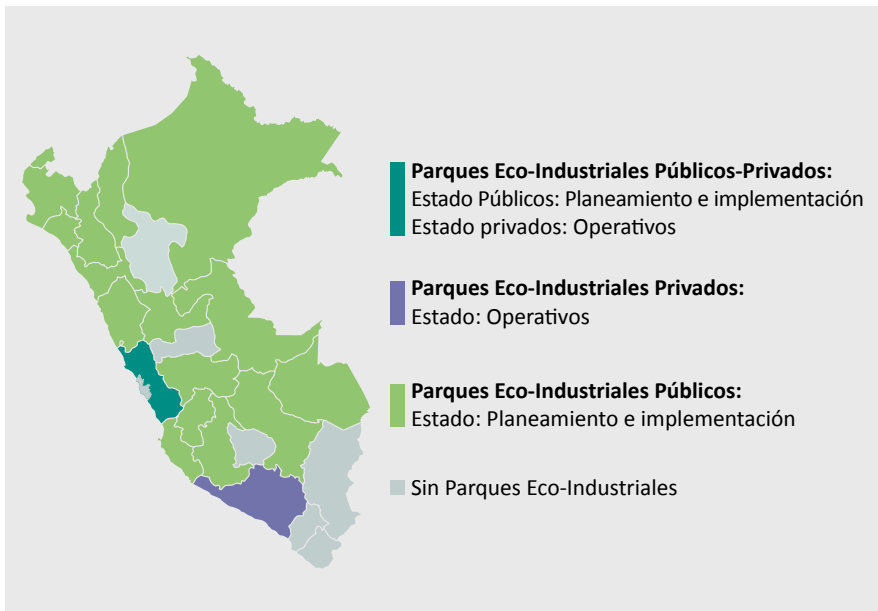 Parques Eco-Industriales Públicos-Privados:
Estado Públicos: Planeamiento e implementación
Estado privados: Operativos
Parques Eco-Industriales Privados:
Estado: Operativos
Parques Eco-Industriales Públicos:
Estado: Planeamiento e implementación
Sin Parques Eco-Industriales